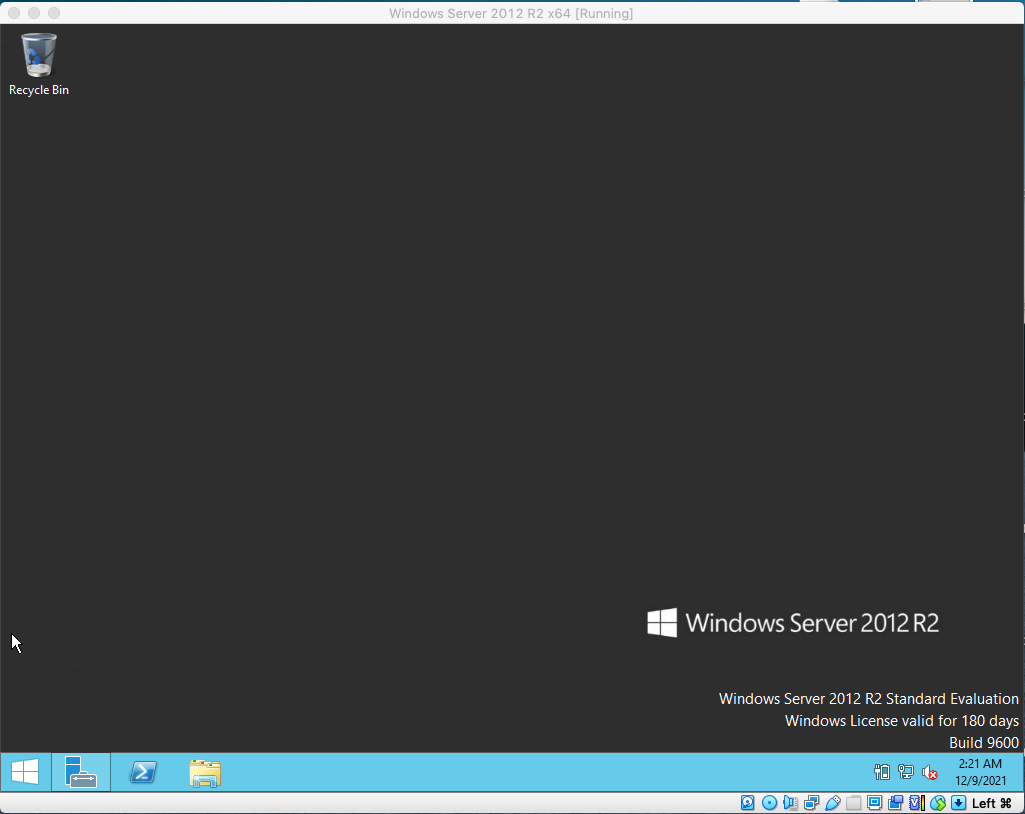 Windows Server 2012 R2 x64 [Running]
Recycle Bin
Windows Server 2012 R2
Windows Server 2012 R2 Standard Evaluation
Windows License valid for 180 days
Build 9600
2:21 AM
12/9/2021
Left ⌘